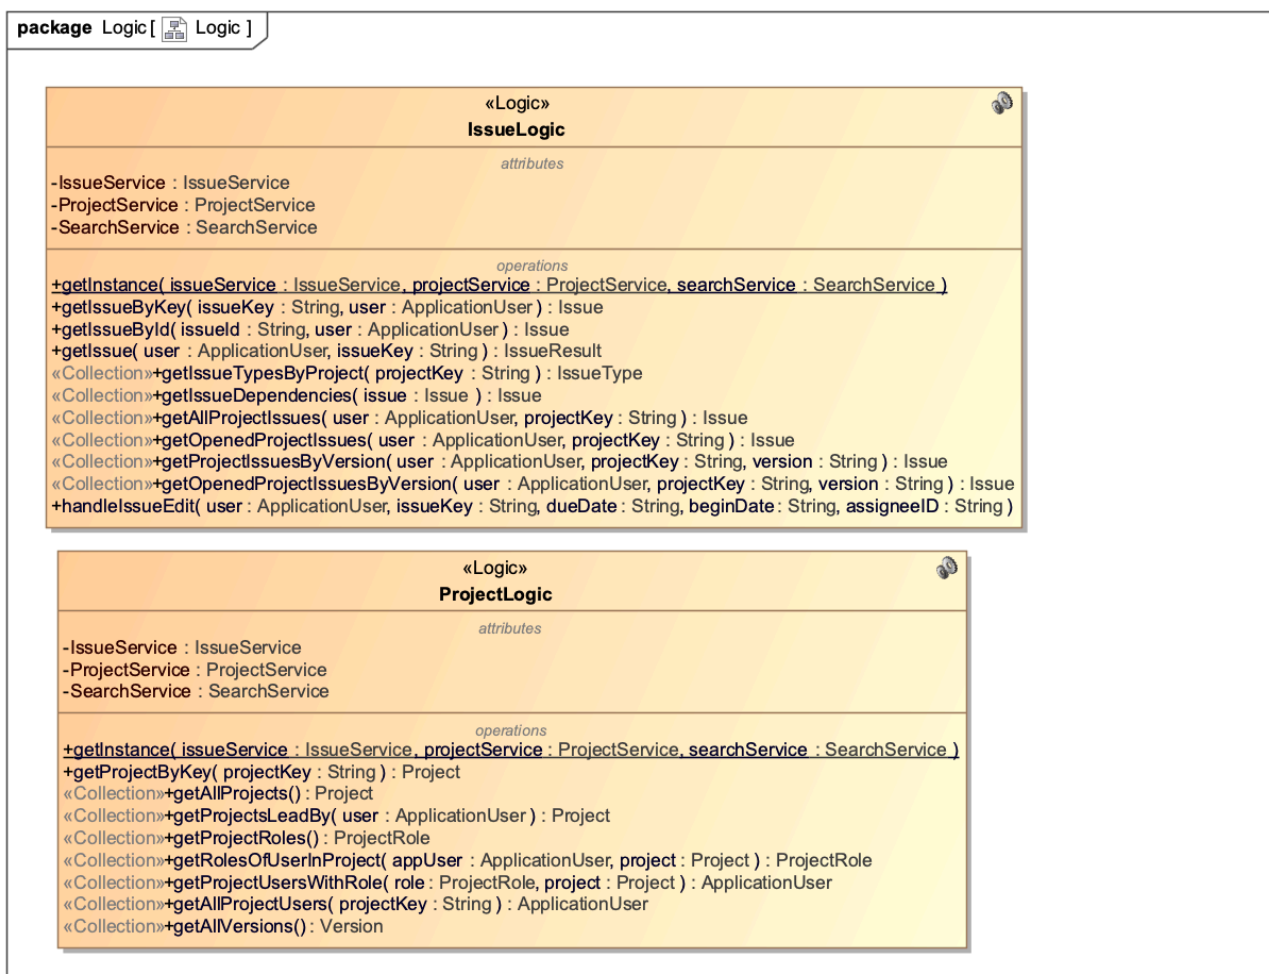 package Logic [ Logic ]
«Logic»
IssueLogic
attributes
-IssueService : IssueService
-ProjectService : ProjectService
-SearchService : SearchService
operations
+getInstance( issueService : IssueService, projectService : ProjectService, searchService : SearchService )
+getIssueByKey( issueKey : String, user : ApplicationUser ) : Issue
+getIssueById( issueId : String, user : ApplicationUser ) : Issue
+getIssue( user : ApplicationUser, issueKey : String ) : IssueResult
«Collection»+getIssueTypesByProject( projectKey : String ) : IssueType
«Collection»+getIssueDependencies( issue : Issue ) : Issue
«Collection»+getAllProjectIssues( user : ApplicationUser, projectKey : String ) : Issue
«Collection»+getOpenedProjectIssues( user : ApplicationUser, projectKey : String ) : Issue
«Collection»+getProjectIssuesByVersion( user : ApplicationUser, projectKey : String, version : String ) : Issue
«Collection»+getOpenedProjectIssuesByVersion( user : ApplicationUser, projectKey : String, version : String ) : Issue
+handleIssueEdit( user : ApplicationUser, issueKey : String, dueDate : String, beginDate : String, assigneeID : String )
«Logic»
ProjectLogic
attributes
-IssueService : IssueService
-ProjectService : ProjectService
-SearchService : SearchService
operations
+getInstance( issueService : IssueService, projectService : ProjectService, searchService : SearchService )
+getProjectByKey( projectKey : String ) : Project
«Collection»+getAllProjects() : Project
«Collection»+getProjectsLeadBy( user : ApplicationUser ) : Project
«Collection»+getProjectRoles() : ProjectRole
«Collection»+getRolesOfUserInProject( appUser : ApplicationUser, project : Project ) : ProjectRole
«Collection»+getProjectUsersWithRole( role : ProjectRole, project : Project ) : ApplicationUser
«Collection»+getAllProjectUsers( projectKey : String ) : ApplicationUser
«Collection»+getAllVersions() : Version